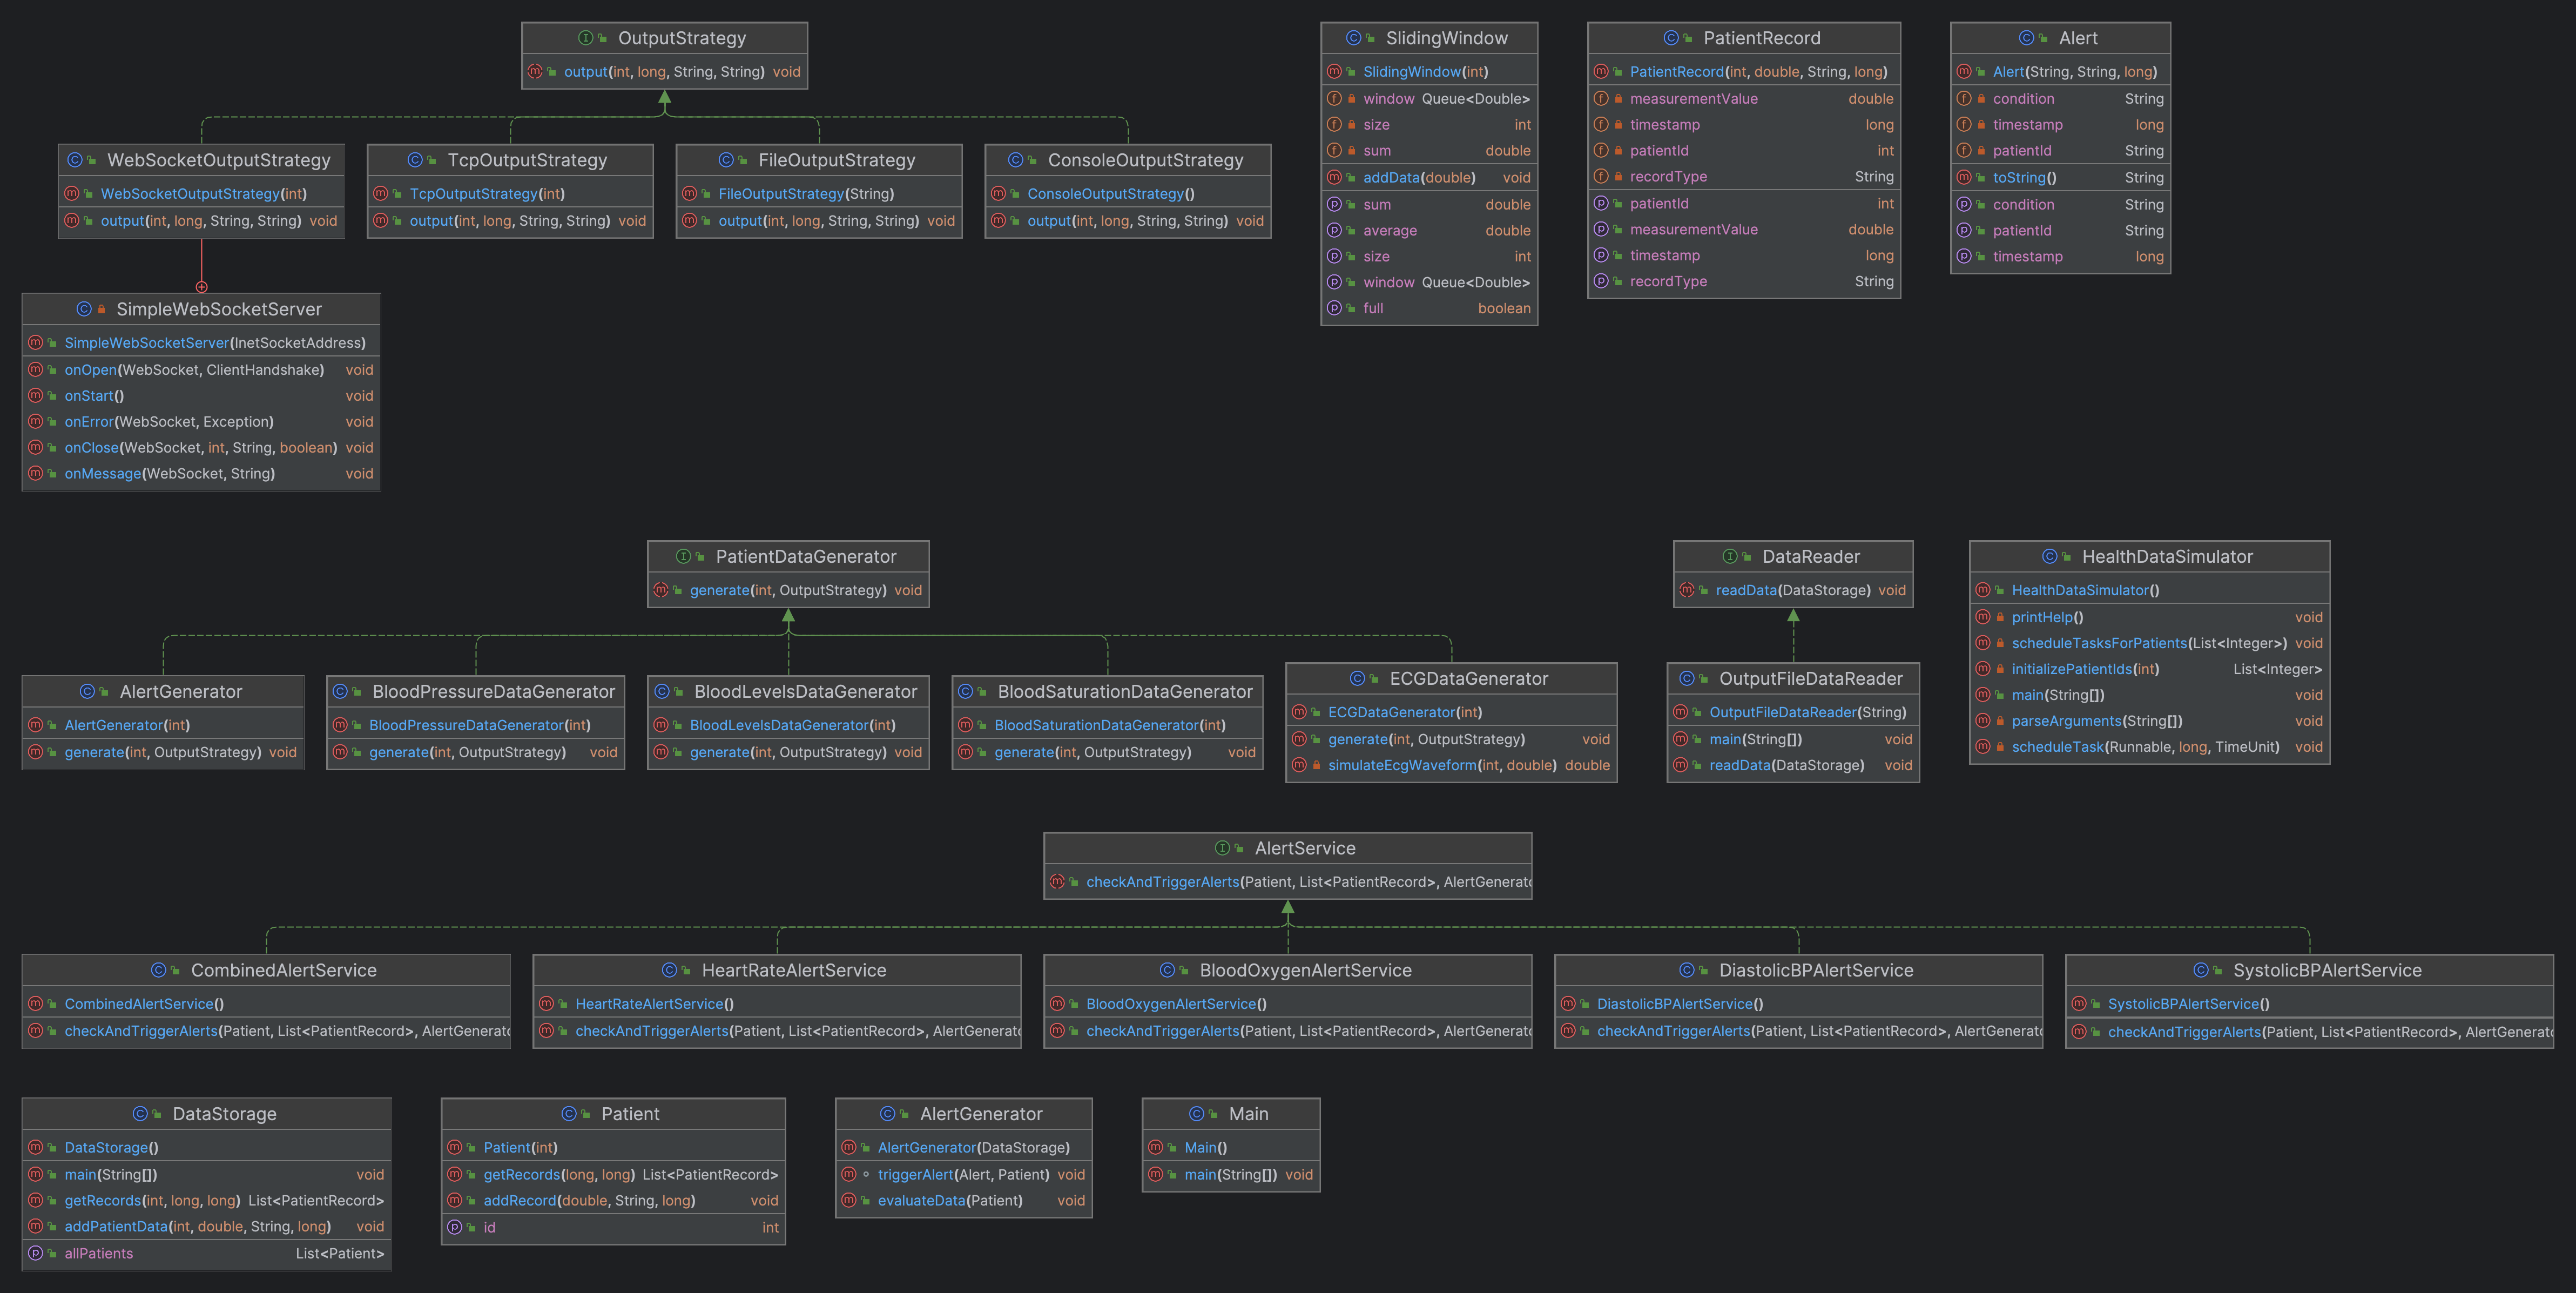 OutputStrategy
output(int, long, String, String) void
WebSocketOutputStrategy
WebSocketOutputStrategy(int)
output(int, long, String, String) void
TcpOutputStrategy
TcpOutputStrategy(int)
output(int, long, String, String) void
FileOutputStrategy
FileOutputStrategy(String)
output(int, long, String, String) void
ConsoleOutputStrategy
ConsoleOutputStrategy()
output(int, long, String, String) void
SimpleWebSocketServer
SimpleWebSocketServer(InetSocketAddress)
onOpen(WebSocket, ClientHandshake) void
onStart() void
onError(WebSocket, Exception) void
onClose(WebSocket, int, String, boolean) void
onMessage(WebSocket, String) void
SlidingWindow
SlidingWindow(int)
window Queue<Double>
size int
sum double
addData(double) void
sum double
average double
size int
window Queue<Double>
full boolean
PatientRecord
PatientRecord(int, double, String, long)
measurementValue double
timestamp long
patientId int
recordType String
patientId int
measurementValue double
timestamp long
recordType String
Alert
Alert(String, String, long)
condition String
timestamp long
patientId String
toString() String
condition String
patientId String
timestamp long
PatientDataGenerator
generate(int, OutputStrategy) void
AlertGenerator
AlertGenerator(int)
generate(int, OutputStrategy) void
BloodPressureDataGenerator
BloodPressureDataGenerator(int)
generate(int, OutputStrategy) void
BloodLevelsDataGenerator
BloodLevelsDataGenerator(int)
generate(int, OutputStrategy) void
BloodSaturationDataGenerator
BloodSaturationDataGenerator(int)
generate(int, OutputStrategy) void
ECGDataGenerator
ECGDataGenerator(int)
generate(int, OutputStrategy) void
simulateEcgWaveform(int, double) double
DataReader
readData(DataStorage) void
OutputFileDataReader
OutputFileDataReader(String)
main(String[]) void
readData(DataStorage) void
HealthDataSimulator
HealthDataSimulator()
printHelp() void
scheduleTasksForPatients(List<Integer>) void
initializePatientIds(int) List<Integer>
main(String[]) void
parseArguments(String[]) void
scheduleTask(Runnable, long, TimeUnit) void
AlertService
checkAndTriggerAlerts(Patient, List<PatientRecord>, AlertGenerato
CombinedAlertService
CombinedAlertService()
checkAndTriggerAlerts(Patient, List<PatientRecord>, AlertGenerato
HeartRateAlertService
HeartRateAlertService()
checkAndTriggerAlerts(Patient, List<PatientRecord>, AlertGenerato
BloodOxygenAlertService
BloodOxygenAlertService()
checkAndTriggerAlerts(Patient, List<PatientRecord>, AlertGenerato
DiastolicBPAlertService
DiastolicBPAlertService()
checkAndTriggerAlerts(Patient, List<PatientRecord>, AlertGenerato
SystolicBPAlertService
SystolicBPAlertService()
checkAndTriggerAlerts(Patient, List<PatientRecord>, AlertGenerato
DataStorage
DataStorage()
main(String[]) void
getRecords(int, long, long) List<PatientRecord>
addPatientData(int, double, String, long) void
allPatients List<Patient>
Patient
Patient(int)
getRecords(long, long) List<PatientRecord>
addRecord(double, String, long) void
id int
AlertGenerator
AlertGenerator(DataStorage)
triggerAlert(Alert, Patient) void
evaluateData(Patient) void
Main
Main()
main(String[]) void